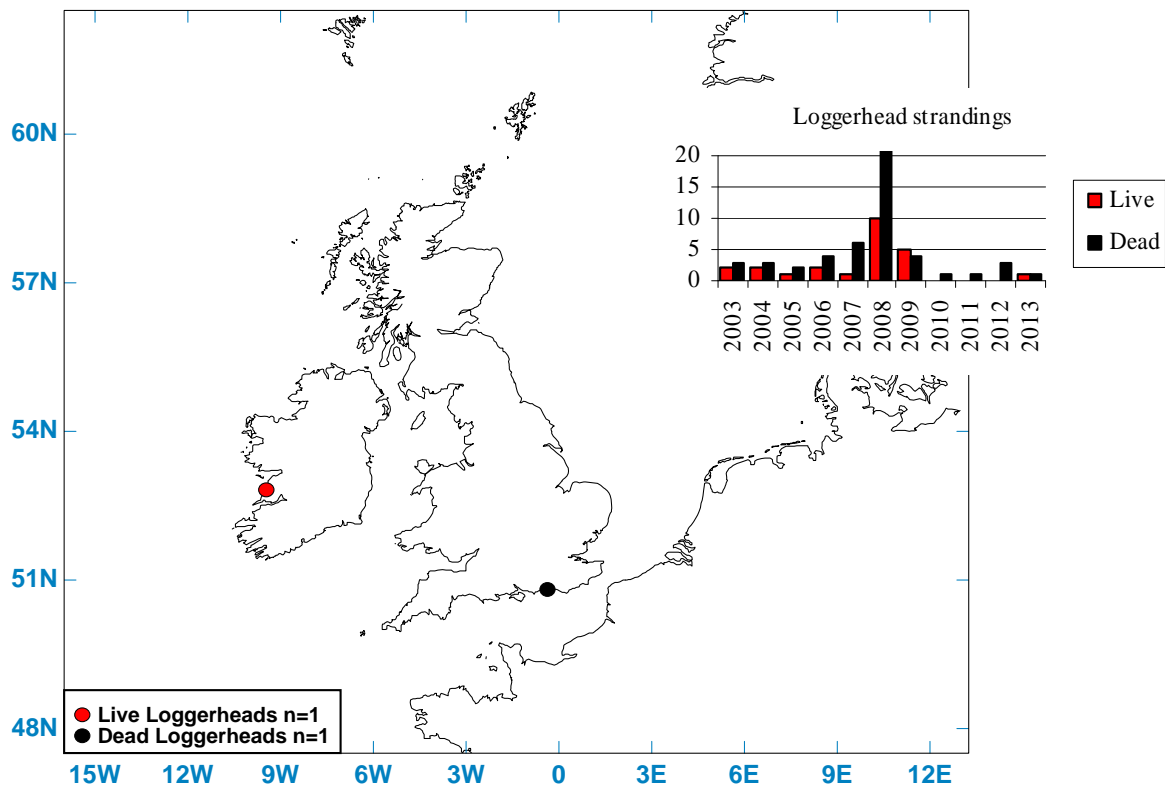 60N
57N
54N
51N
48N
15W 12W 9W 6W 3W 0 3E 6E 9E 12E
Loggerhead strandings
20
15
10
5
0
2003 2004 2005 2006 2007 2008 2009 2010 2011 2012 2013
Live
Dead
Live Loggerheads n=1
Dead Loggerheads n=1